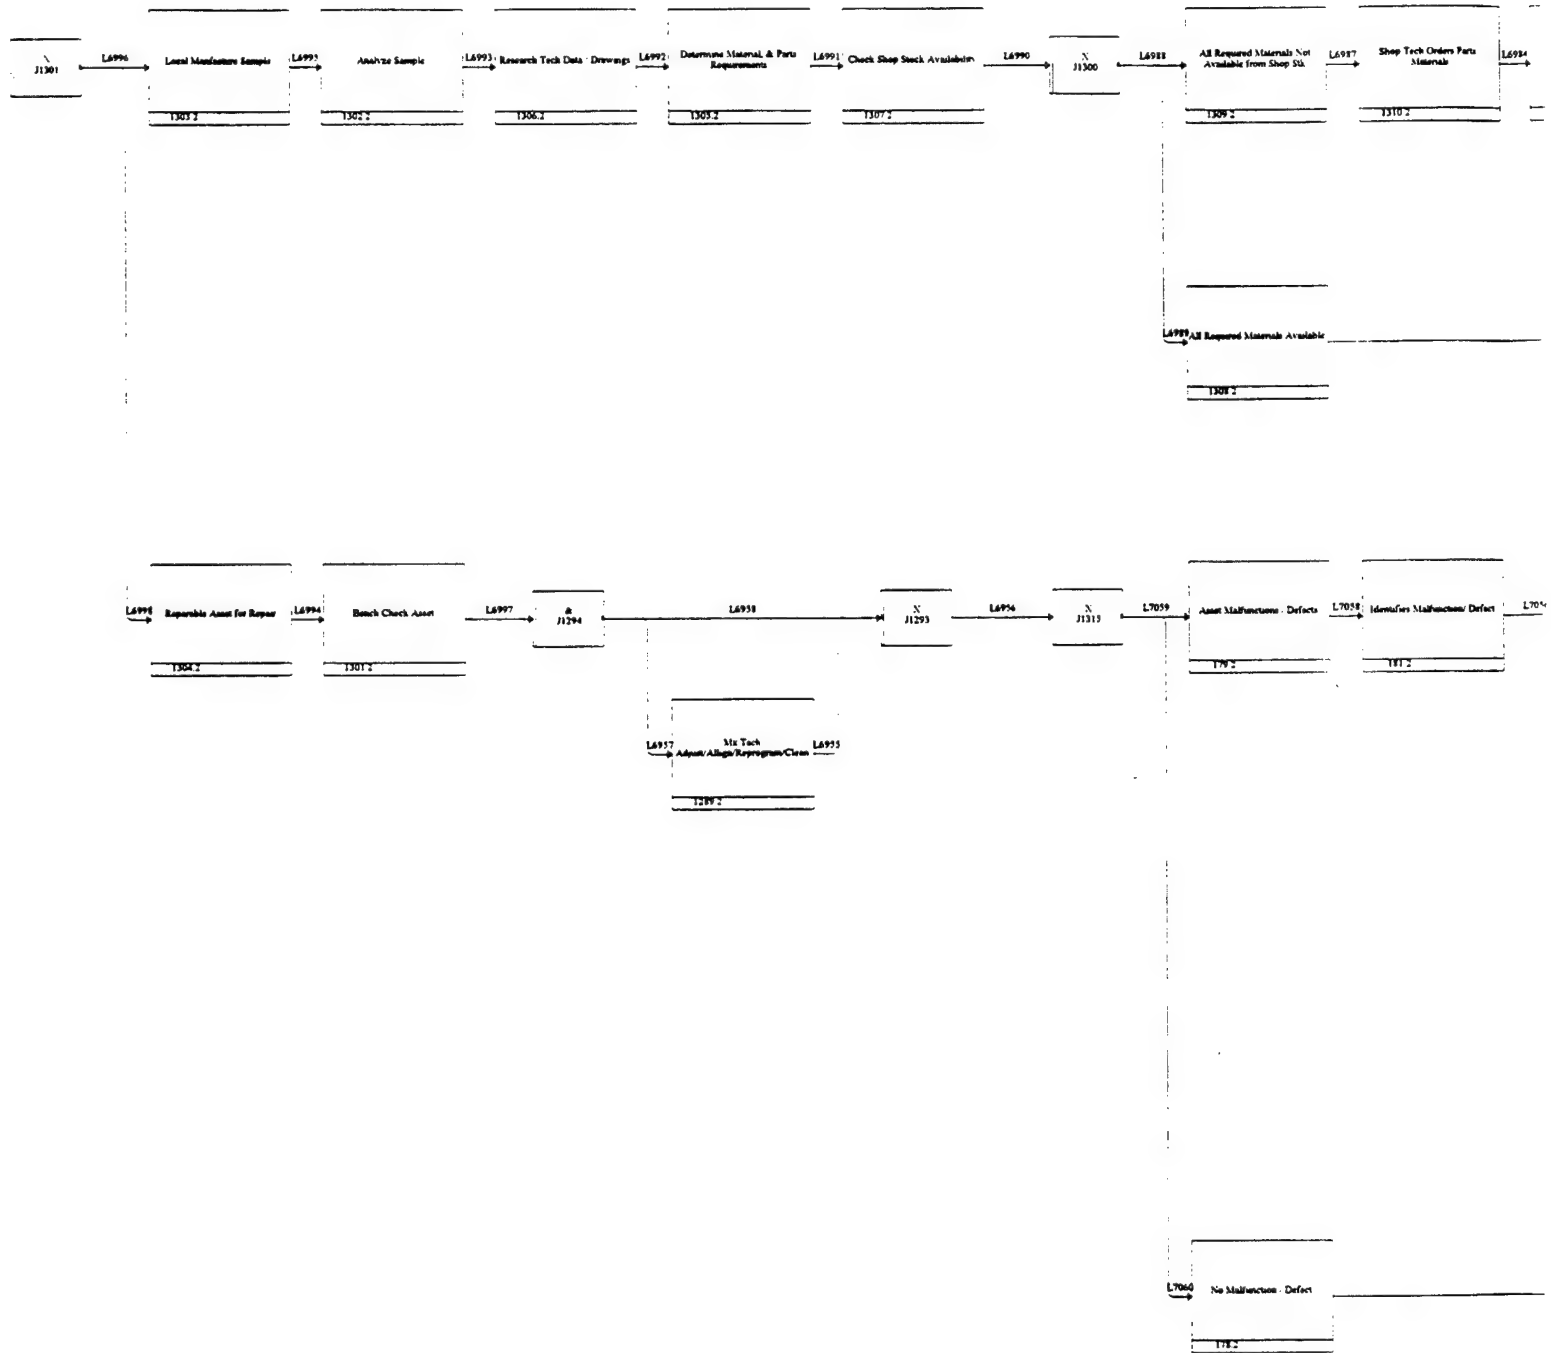 X
J1301
L6996
Local Manfacture Sample
1303.2
L6995
Analyze Sample
1302.2
L6993
Research Tech Data - Drawings
1306.2
L6992
Determine Material, & Parts
Requirements
1305.2
L6991
Check Shop Stock Availability
1307.2
L6990
X
J1300
L6988
All Required Materials Not
Available from Shop Stk
1309.2
L6987
Shop Tech Orders Parts
Materials
1310.2
L6984
L6989
All Required Materials Available
1308.2
L6998
Reparable Asset for Repair
1304.2
L6994
Bench Check Asset
1301.2
L6997
&
J1294
L6958
X
J1293
L6956
X
J1315
L7059
Asset Malfunctions - Defects
179.2
L7058
Identifies Malfunction/ Defect
181.2
L6957
Mx Tech
Adjust/Allign/Reprogram/Clean
1289.2
L6955
L7060
No Malfunction - Defect
178.2